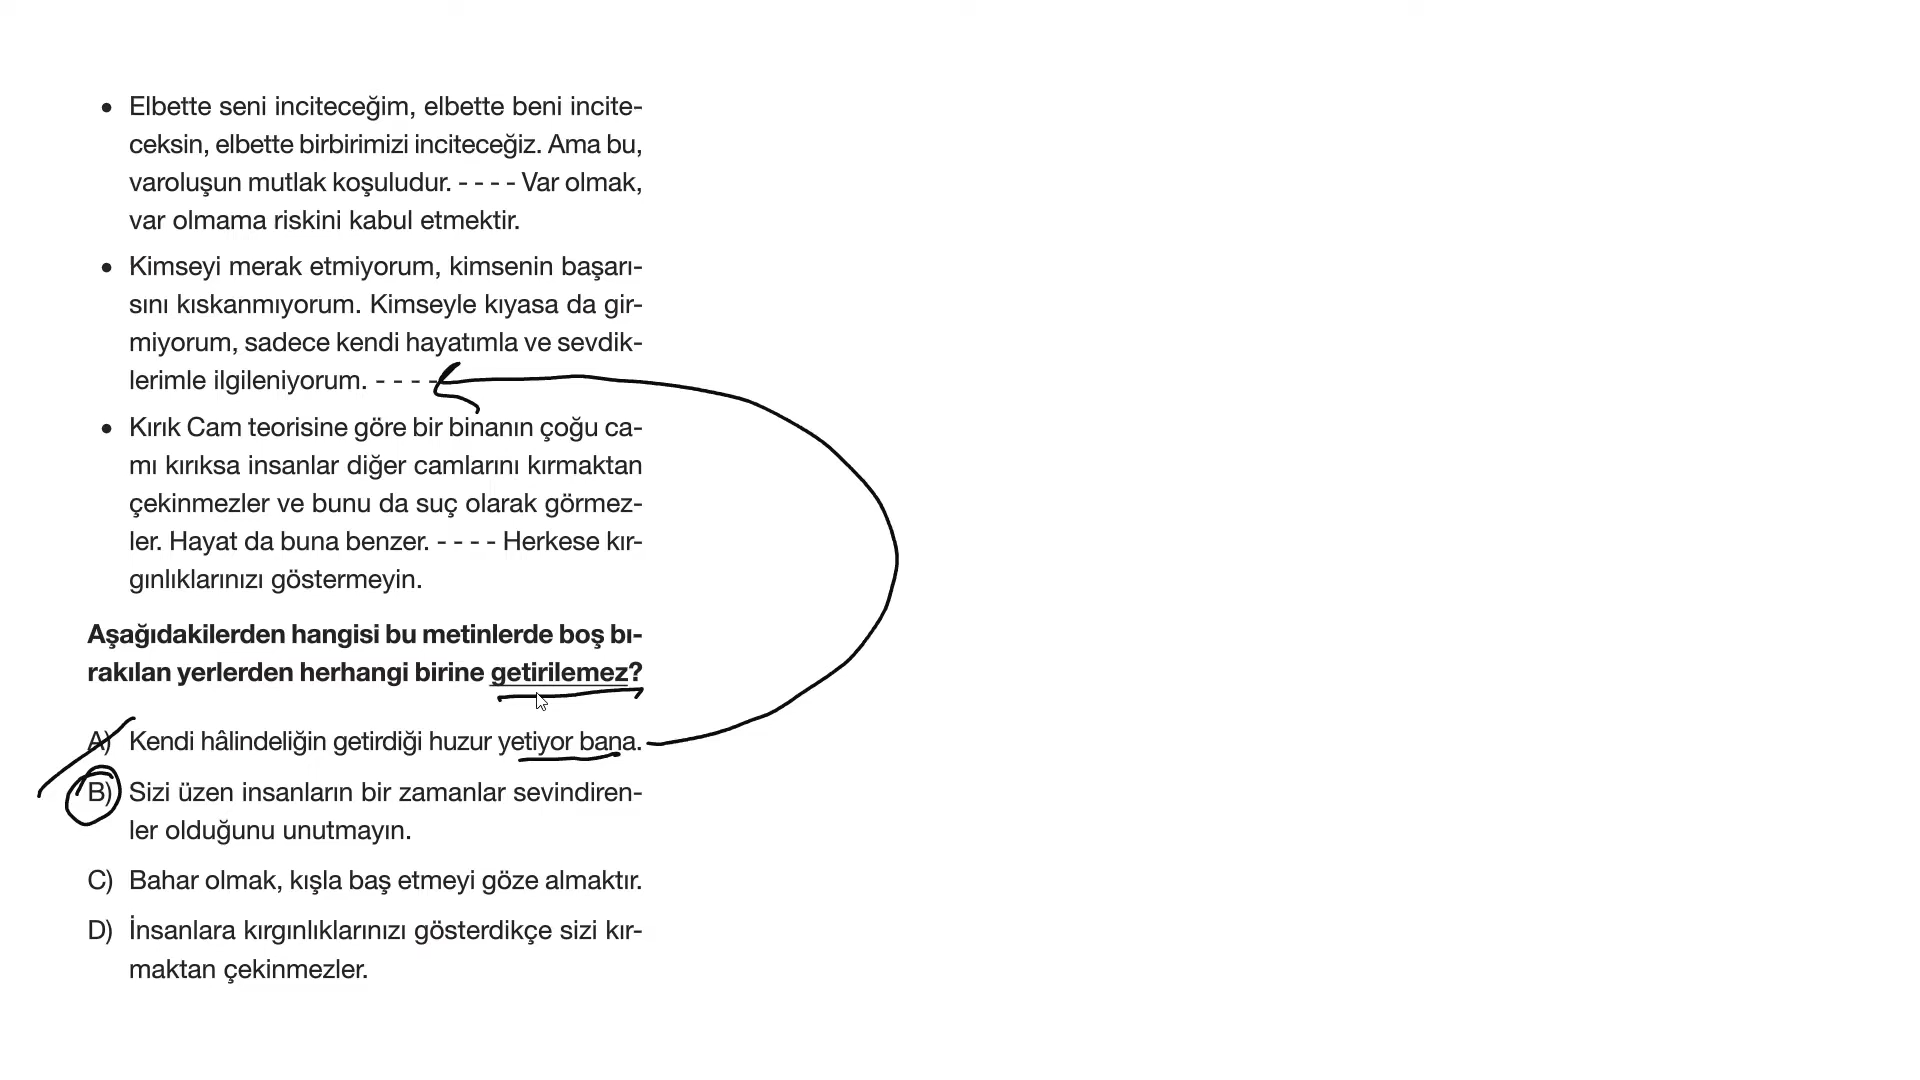 • Elbette seni inciteceğim, elbette beni incite-
ceksin, elbette birbirimizi inciteceğiz. Ama bu,
varoluşun mutlak koşuludur. - - - - Var olmak,
var olmama riskini kabul etmektir.
• Kimseyi merak etmiyorum, kimsenin başarı-
sını kıskanmıyorum. Kimseyle kıyasa da gir-
miyorum, sadece kendi hayatımla ve sevdik-
lerimle ilgileniyorum. - - - -
• Kırık Cam teorisine göre bir binanın çoğu ca-
mı kırıksa insanlar diğer camlarını kırmaktan
çekinmezler ve bunu da suç olarak görmez-
ler. Hayat da buna benzer. - - - - Herkese kır-
gınlıklarınızı göstermeyin.
Aşağıdakilerden hangisi bu metinlerde boş bı-
rakılan yerlerden herhangi birine getirilemez?
A) Kendi hâlindeliğin getirdiği huzur yetiyor bana.
B) Sizi üzen insanların bir zamanlar sevindiren-
ler olduğunu unutmayın.
C) Bahar olmak, kışla baş etmeyi göze almaktır.
D) İnsanlara kırgınlıklarınızı gösterdikçe sizi kır-
maktan çekinmezler.